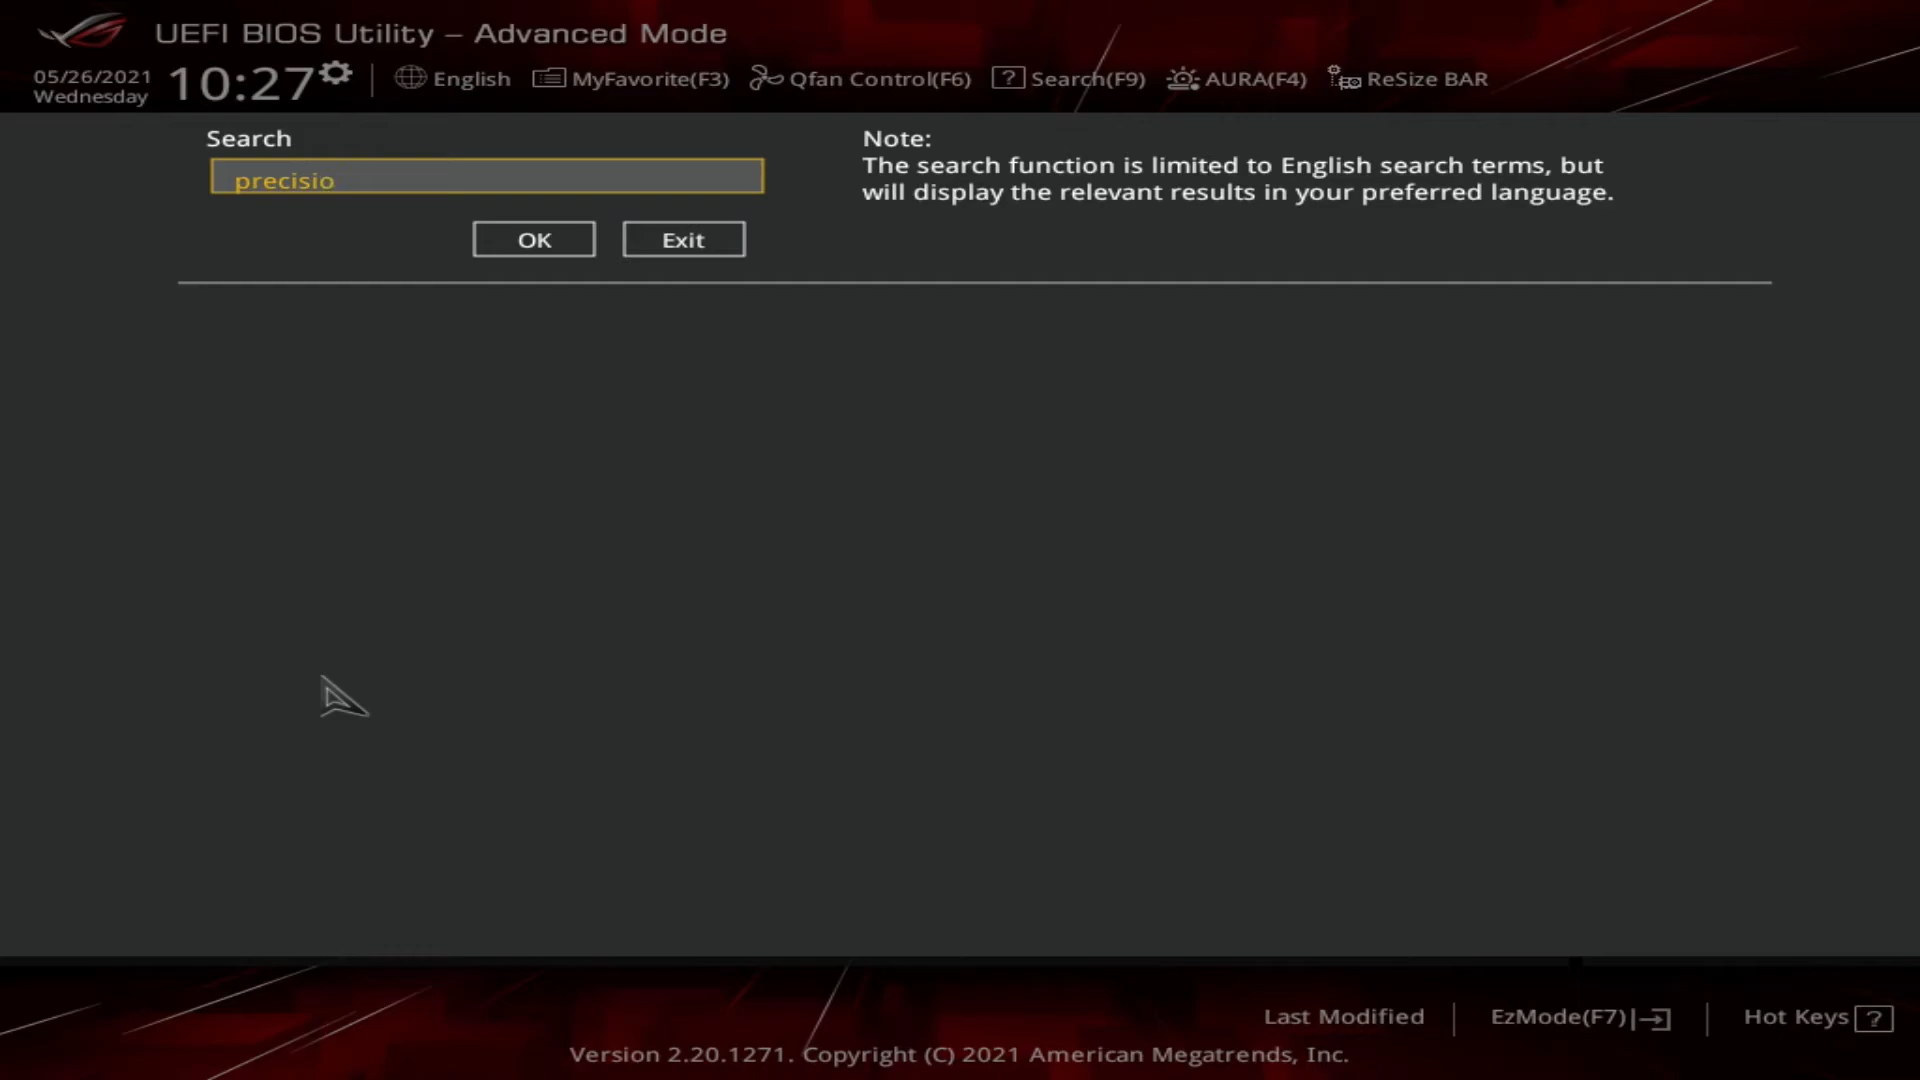 UEFI BIOS Utility – Advanced Mode
05/26/2021
Wednesday
10:27
English
MyFavorite(F3)
Qfan Control(F6)
? Search(F9)
AURA(F4)
ReSize BAR
Search
precisio
OK
Exit
Note:
The search function is limited to English search terms, but
will display the relevant results in your preferred language.
Last Modified
EzMode(F7)
Hot Keys ?
Version 2.20.1271. Copyright (C) 2021 American Megatrends, Inc.